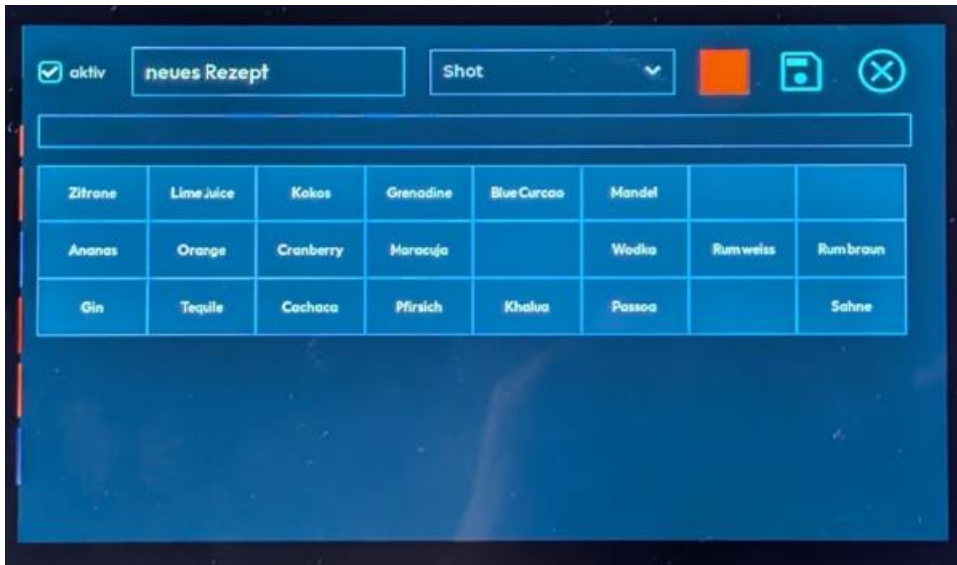 aktiv neues Rezept Shot
Zitrone Lime Juice Kokos Grenadine Blue Curcao Mandel
Ananas Orange Cranberry Maracuja Wodka Rum weiss Rum braun
Gin Tequile Cachaca Pfirsich Khalua Passoa Sahne